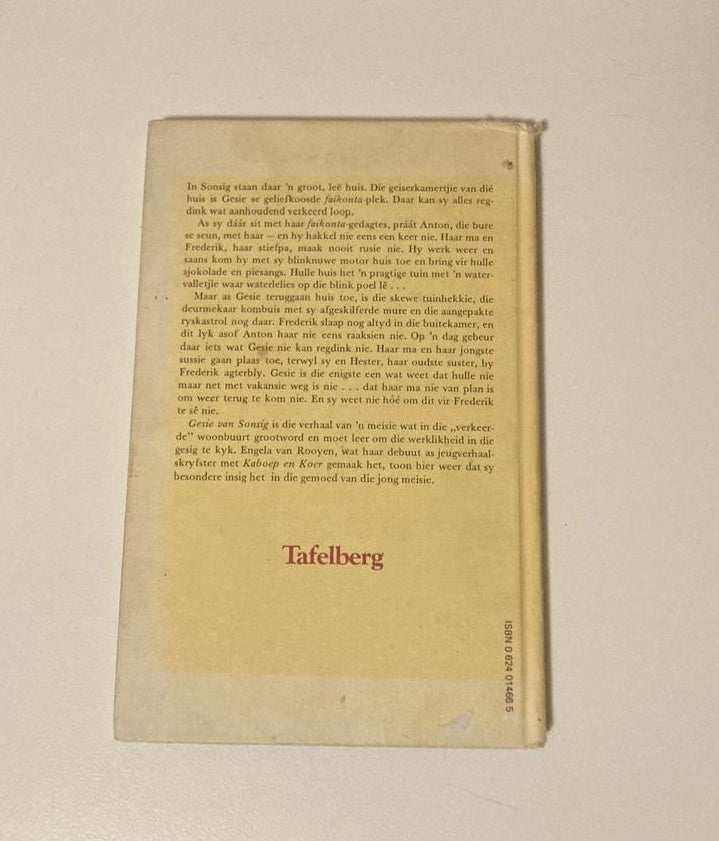 In Sonsig staan daar 'n groot, leë huis. Die geiserkamertjie van dié
huis is Gesie se geliefkoosde faikonta-plek. Daar kan sy alles reg-
dink wat aanhoudend verkeerd loop.
As sy dáár sit met haar faikonta-gedagtes, práát Anton, die bure
se seun, met haar – en hy hakkel nie eens een keer nie. Haar ma en
Frederik, haar stiefpa, maak nooit rusie nie. Hy werk weer en
saans kom hy met sy blinknuwe motor huis toe en bring vir hulle
sjokolade en piesangs. Hulle huis het 'n pragtige tuin met 'n water-
valletjie waar waterlelies op die blink poel lê . . .
Maar as Gesie teruggaan huis toe, is die skewe tuinhekkie, die
deurmekaar kombuis met sy afgeskilferde mure en die aangepakte
ryskastrol nog daar. Frederik slaap nog altyd in die buitekamer, en
dit lyk asof Anton haar nie eens raaksien nie. Op 'n dag gebeur
daar iets wat Gesie nie kan regdink nie. Haar ma en haar jongste
sussie gaan plaas toe, terwyl sy en Hester, haar oudste suster, by
Frederik agterbly. Gesie is die enigste een wat weet dat hulle nie
maar net met vakansie weg is nie . . . dat haar ma nie van plan is
om weer terug te kom nie. En sy weet nie hóé om dit vir Frederik
te sê nie.
Gesie van Sonsig is die verhaal van 'n meisie wat in die „verkeer-
de" woonbuurt grootword en moet leer om die werklikheid in die
gesig te kyk. Engela van Rooyen, wat haar debuut as jeugverhaal-
skryfster met Kaboep en Koer gemaak het, toon hier weer dat sy
besondere insig het in die gemoed van die jong meisie.
Tafelberg
ISBN 0 624 01466 5